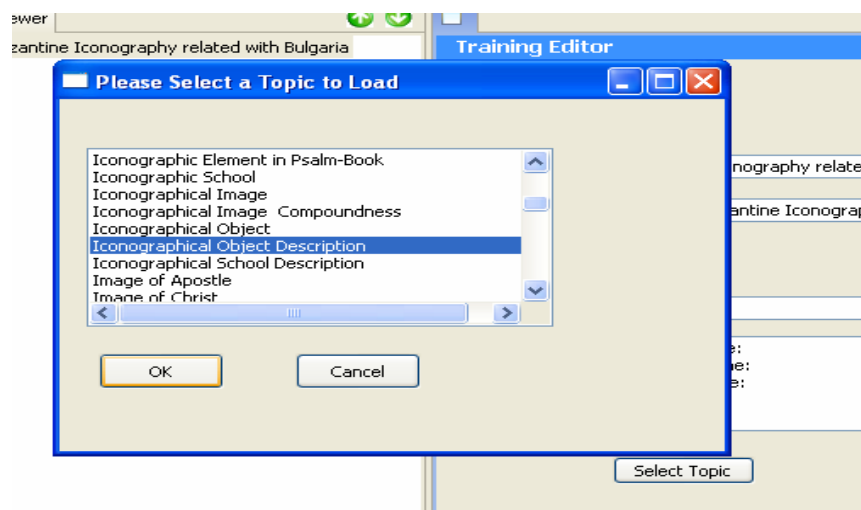 ewer
zantine Iconography related with Bulgaria
Training Editor
Please Select a Topic to Load
Iconographic Element in Psalm-Book
Iconographic School
Iconographical Image
Iconographical Image Compoundness
Iconographical Object
Iconographical Object Description
Iconographical School Description
Image of Apostle
Image of Christ
OK
Cancel
nography relate
antine Iconograp
e:
ne:
e:
Select Topic